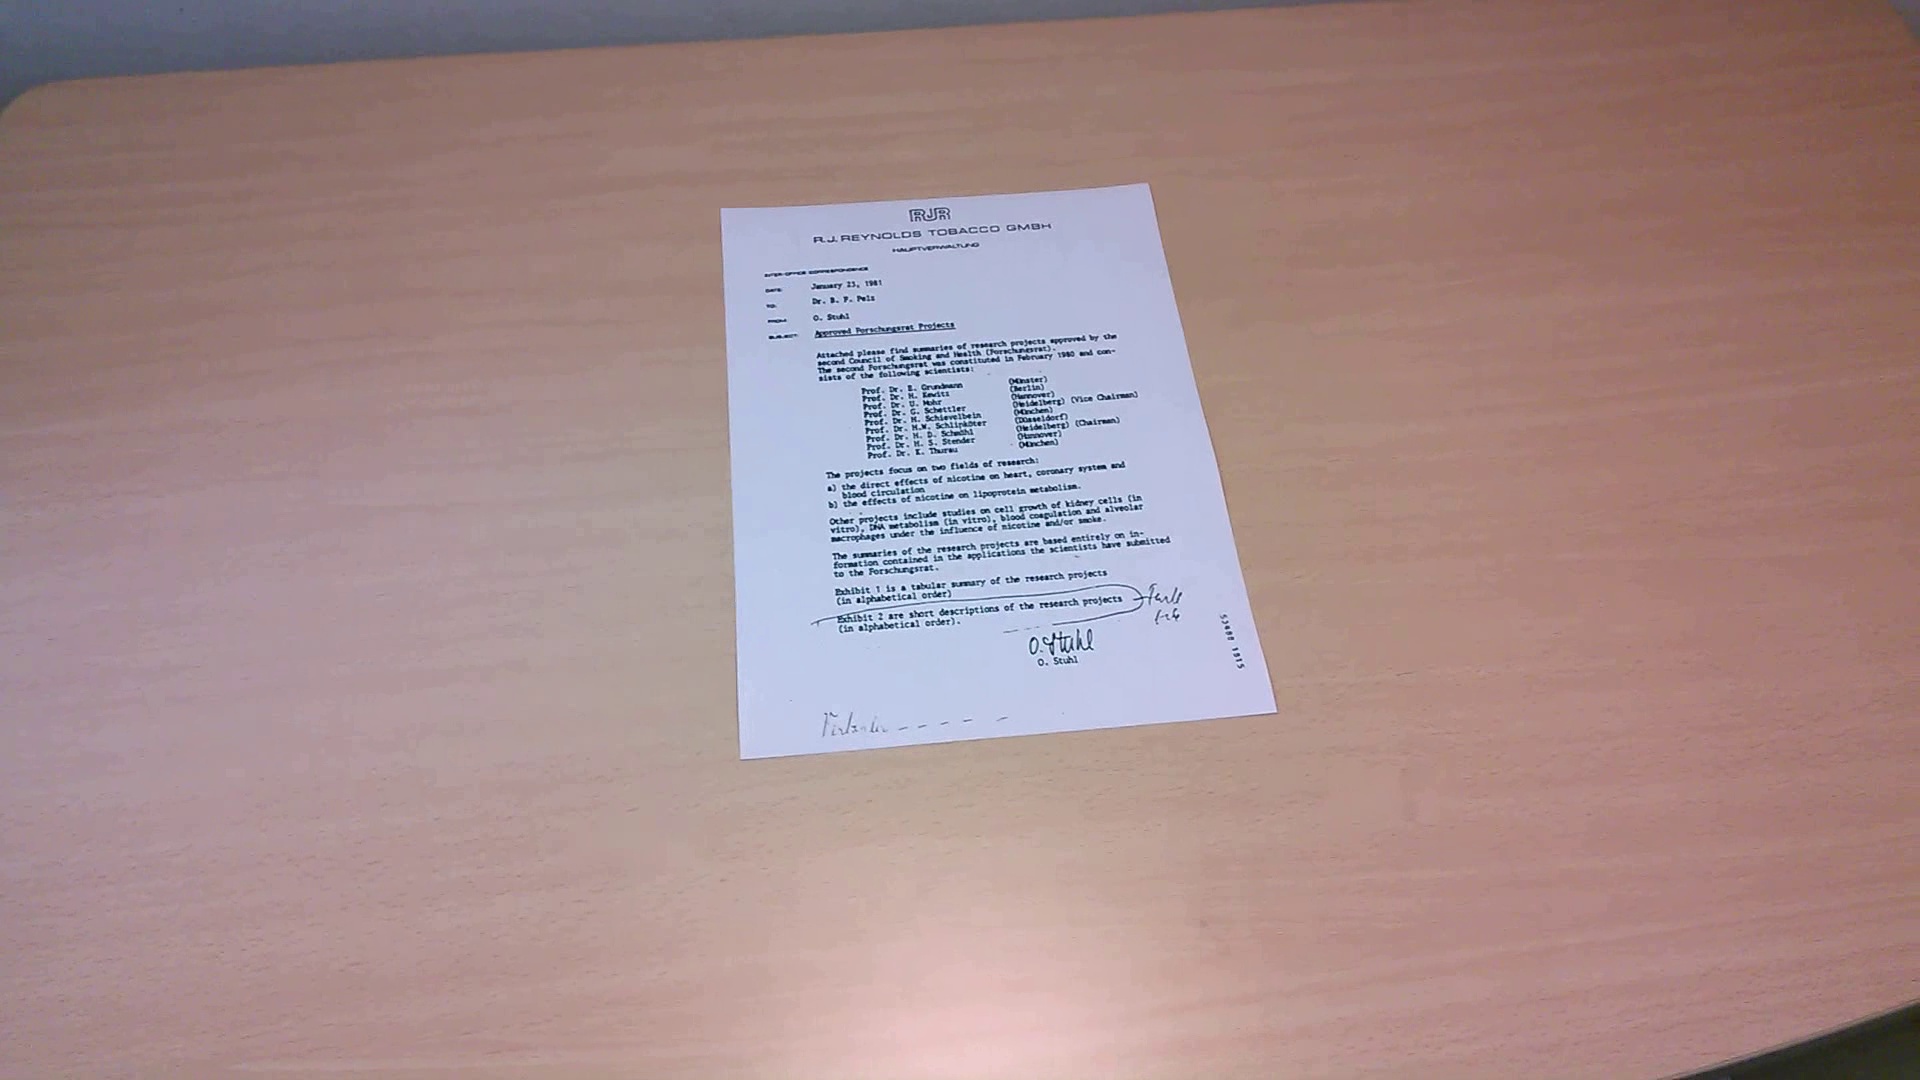 RJR
R.J. REYNOLDS TOBACCO GMBH
HAUPTVERWALTUNG
INTER-OFFICE CORRESPONDENCE
DATE: January 23, 1981
TO: Dr. B. F. Pelz
FROM: O. Stuhl
SUBJECT: Approved Forschungsrat Projects
Attached please find summaries of research projects approved by the
second Council of Smoking and Health (Forschungsrat).
The second Forschungsrat was constituted in February 1980 and con-
sists of the following scientists:
Prof. Dr. E. Grundmann (Münster)
Prof. Dr. H. Kewitz (Berlin)
Prof. Dr. U. Mohr (Hannover)
Prof. Dr. G. Schettler (Heidelberg) (Vice Chairman)
Prof. Dr. H. Schievelbein (München)
Prof. Dr. H.W. Schlipköter (Düsseldorf)
Prof. Dr. H. D. Schmähl (Heidelberg) (Chairman)
Prof. Dr. H. S. Stender (Hannover)
Prof. Dr. K. Thurau (München)
The projects focus on two fields of research:
a) the direct effects of nicotine on heart, coronary system and
blood circulation
b) the effects of nicotine on lipoprotein metabolism.
Other projects include studies on cell growth of kidney cells (in
vitro), DNA metabolism (in vitro), blood coagulation and alveolar
macrophages under the influence of nicotine and/or smoke.
The summaries of the research projects are based entirely on in-
formation contained in the applications the scientists have submitted
to the Forschungsrat.
Exhibit 1 is a tabular summary of the research projects
(in alphabetical order)
Exhibit 2 are short descriptions of the research projects
(in alphabetical order).
O. Stuhl
O. Stuhl